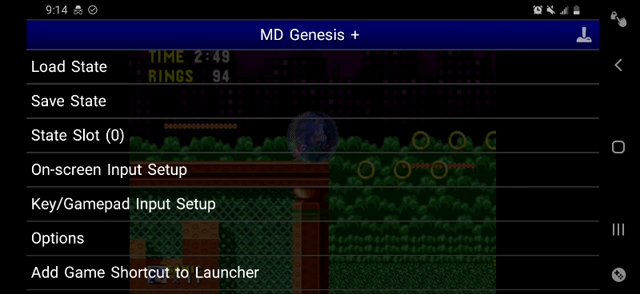 9:14
MD Genesis +
TIME 2:49
RINGS 94
Load State
Save State
State Slot (0)
On-screen Input Setup
Key/Gamepad Input Setup
Options
Add Game Shortcut to Launcher